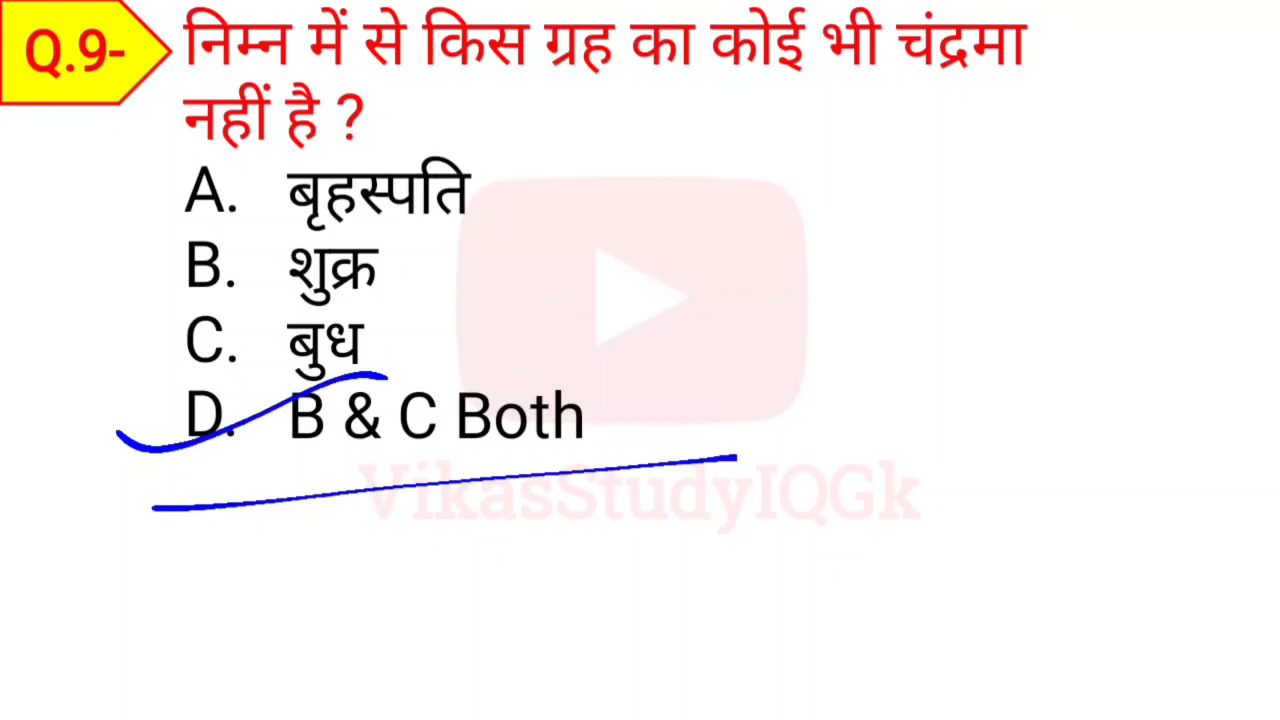 Q.9- निम्न में से किस ग्रह का कोई भी चंद्रमा
नहीं है ?
A. बृहस्पति
B. शुक्र
C. बुध
D. B & C Both
VikasStudyIQGk